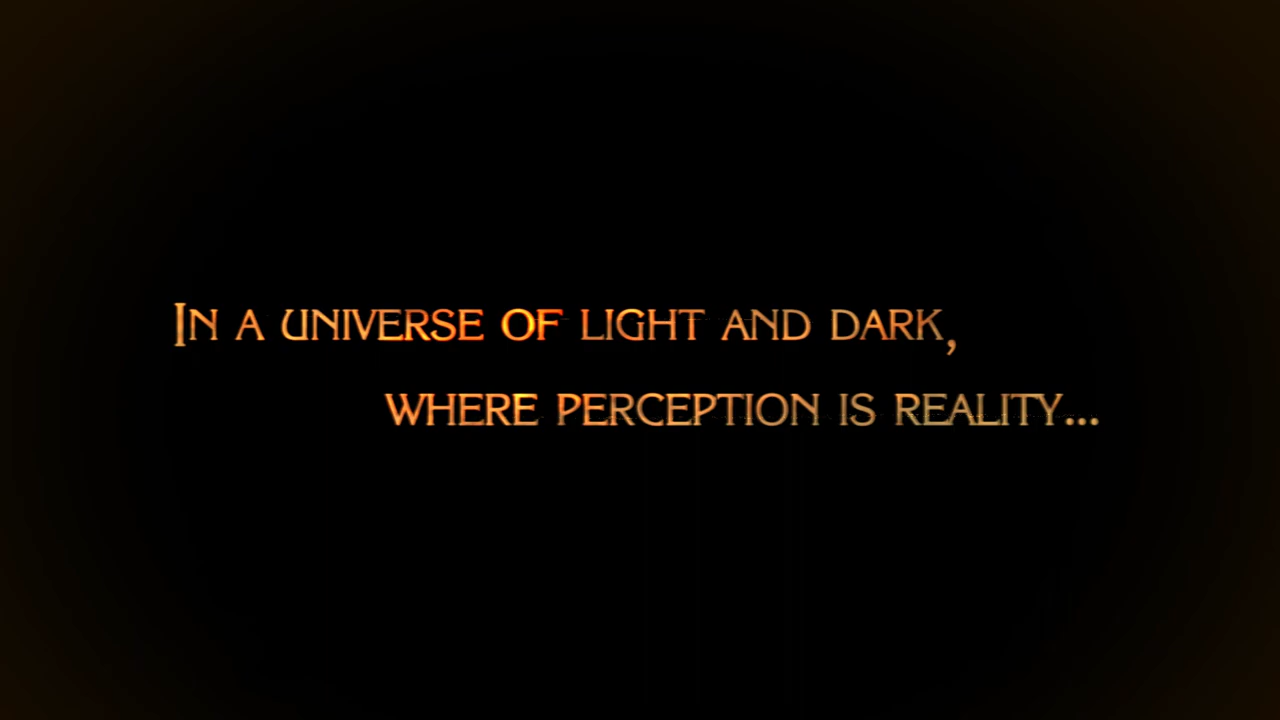 In a universe of light and dark,
where perception is reality...